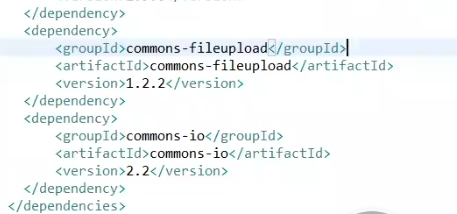 </dependency>
<dependency>
<groupId>commons-fileupload</groupId>
<artifactId>commons-fileupload</artifactId>
<version>1.2.2</version>
</dependency>
<dependency>
<groupId>commons-io</groupId>
<artifactId>commons-io</artifactId>
<version>2.2</version>
</dependency>
</dependencies>